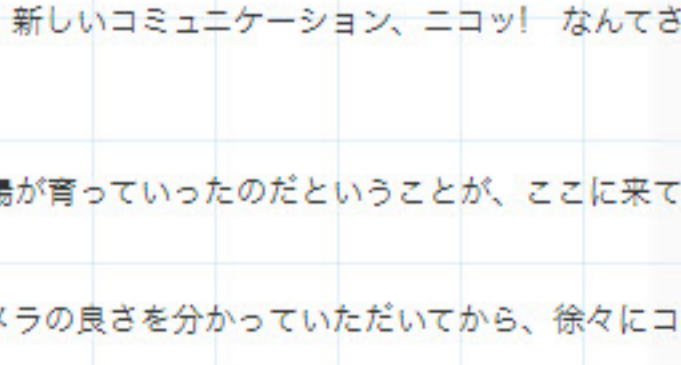 新しいコミュニケーション、ニコッ!　なんてさ
場が育っていったのだということが、ここに来て
メラの良さを分かっていただいてから、徐々にコ